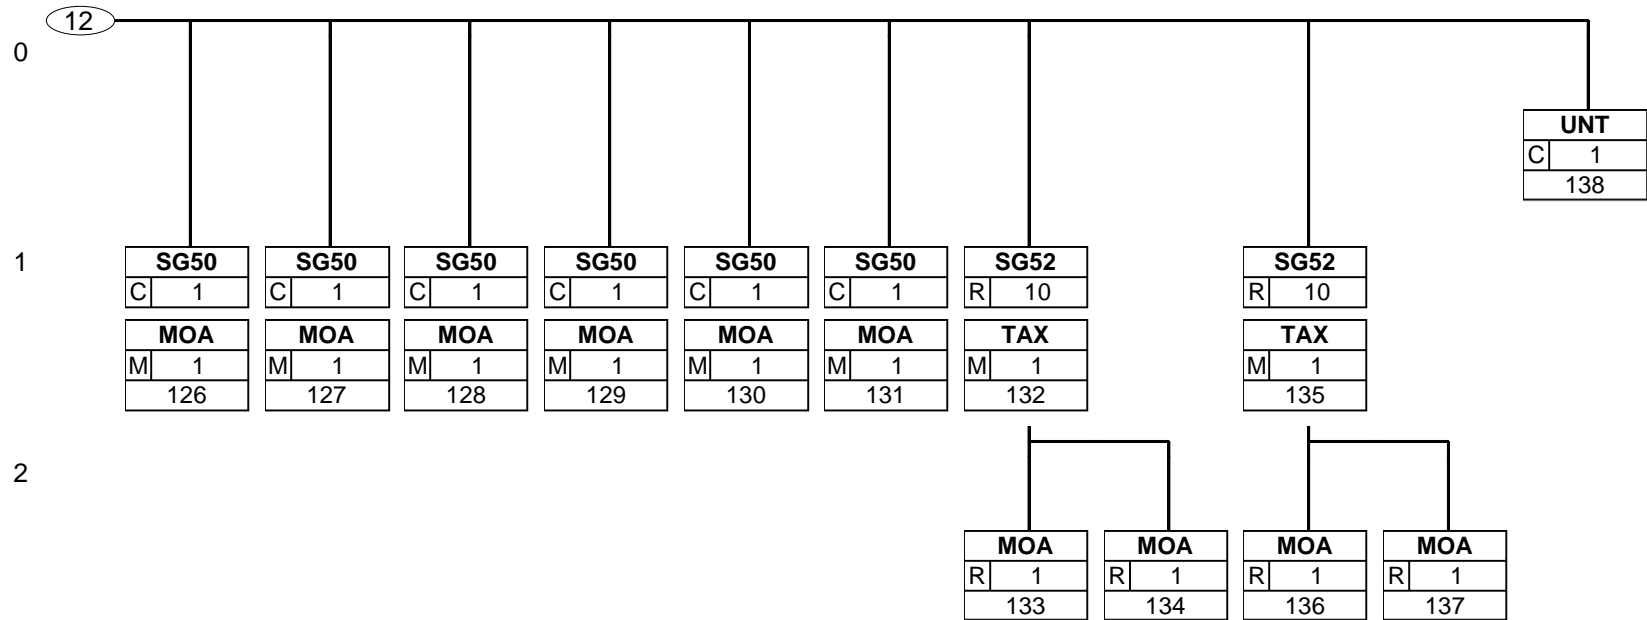 12
0
UNT
C 1
138
1
SG50 SG50 SG50 SG50 SG50 SG50 SG52 SG52
C 1 C 1 C 1 C 1 C 1 C 1 R 10 R 10
MOA MOA MOA MOA MOA MOA TAX TAX
M 1 M 1 M 1 M 1 M 1 M 1 M 1 M 1
126 127 128 129 130 131 132 135
2
MOA MOA MOA MOA
R 1 R 1 R 1 R 1
133 134 136 137